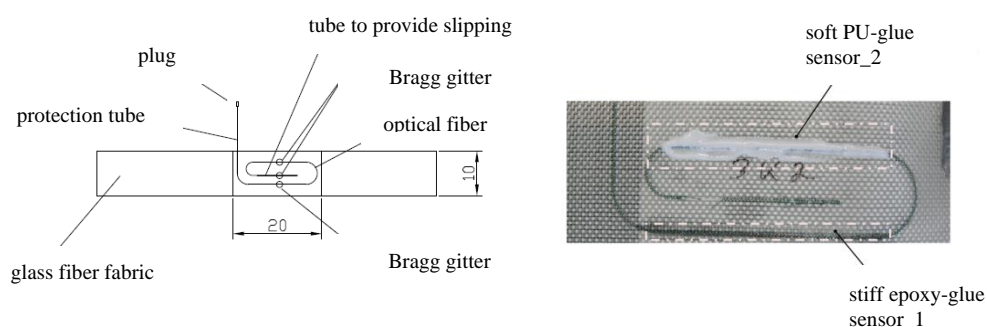 tube to provide slipping
plug
Bragg gitter
protection tube
optical fiber
10
20
glass fiber fabric
Bragg gitter
soft PU-glue
sensor_2
stiff epoxy-glue
sensor_1